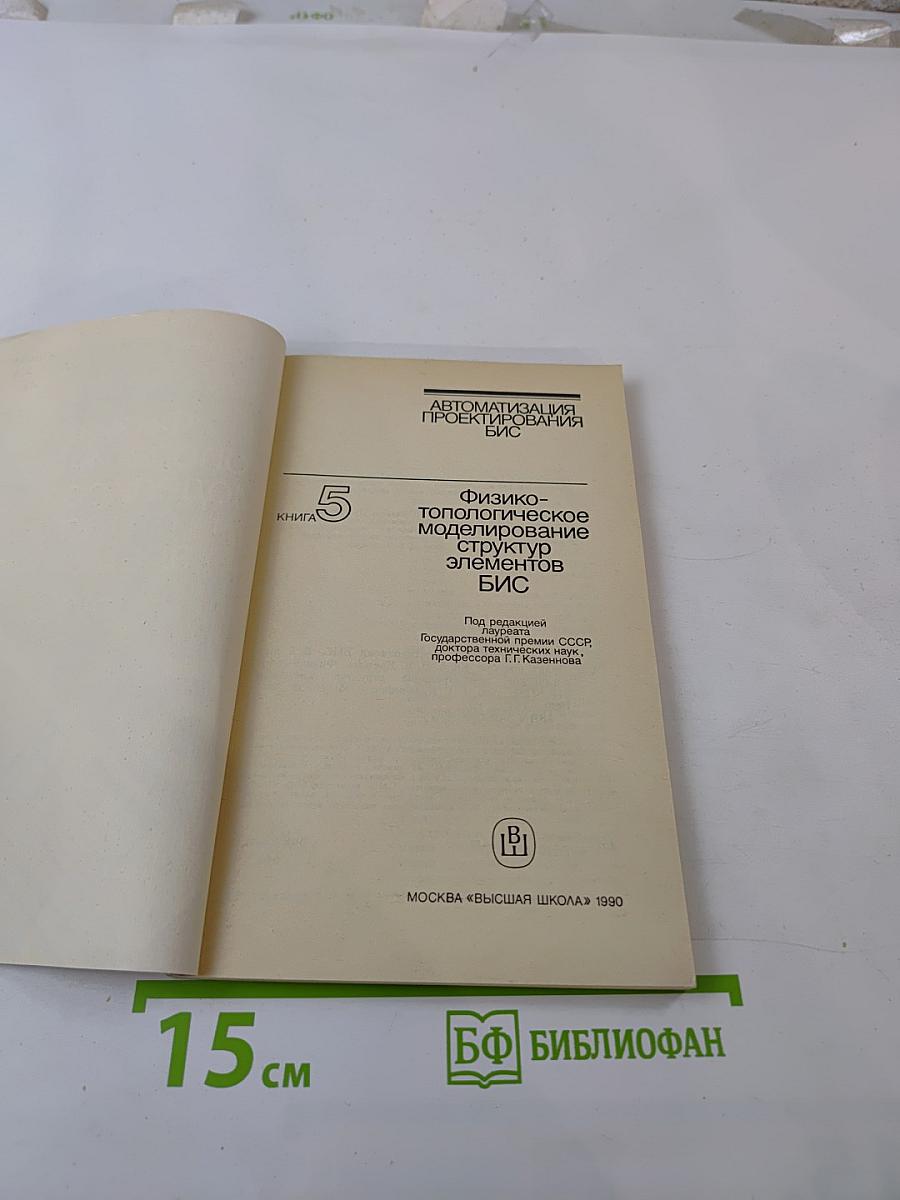 АВТОМАТИЗАЦИЯ
ПРОЕКТИРОВАНИЯ
БИС
КНИГА 5
Физико-
топологическое
моделирование
структур
элементов
БИС
Под редакцией
лауреата
Государственной премии СССР,
доктора технических наук,
профессора Г.Г.Казеннова
ВШ
МОСКВА «ВЫСШАЯ ШКОЛА» 1990
15 см
БФ БИБЛИОФАН